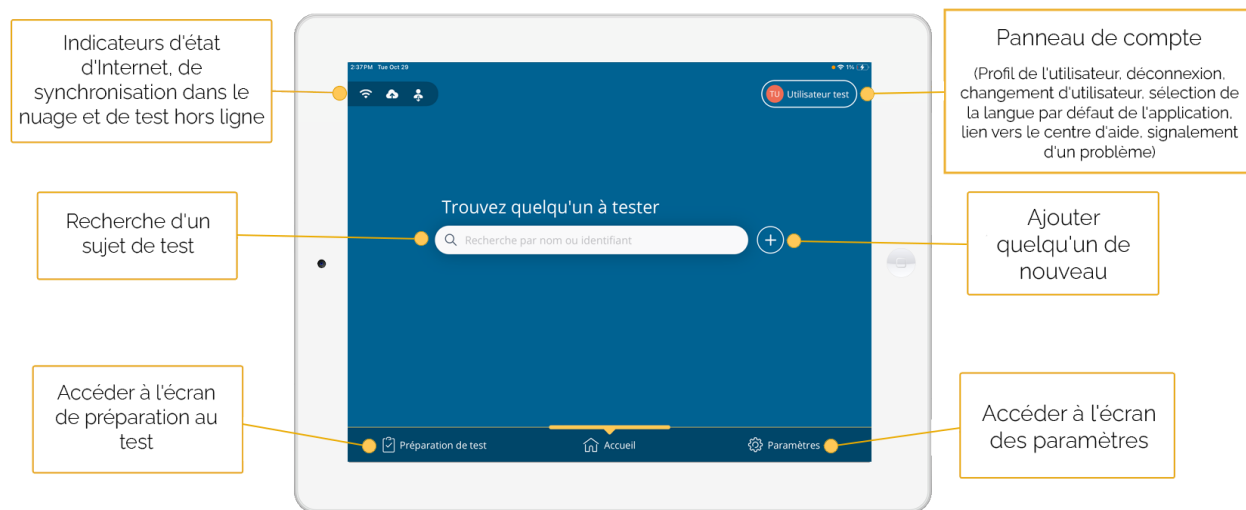 Indicateurs d'état
d'Internet, de
synchronisation dans le
nuage et de test hors ligne
Panneau de compte
(Profil de l'utilisateur, déconnexion,
changement d'utilisateur, sélection de
la langue par défaut de l'application,
lien vers le centre d'aide, signalement
d'un problème)
2:37 PM Tue Oct 29
1%
TU Utilisateur test
Recherche d'un
sujet de test
Trouvez quelqu'un à tester
Recherche par nom ou identifiant
Ajouter
quelqu'un de
nouveau
Accéder à l'écran
de préparation au
test
Préparation de test
Accueil
Paramètres
Accéder à l'écran
des paramètres